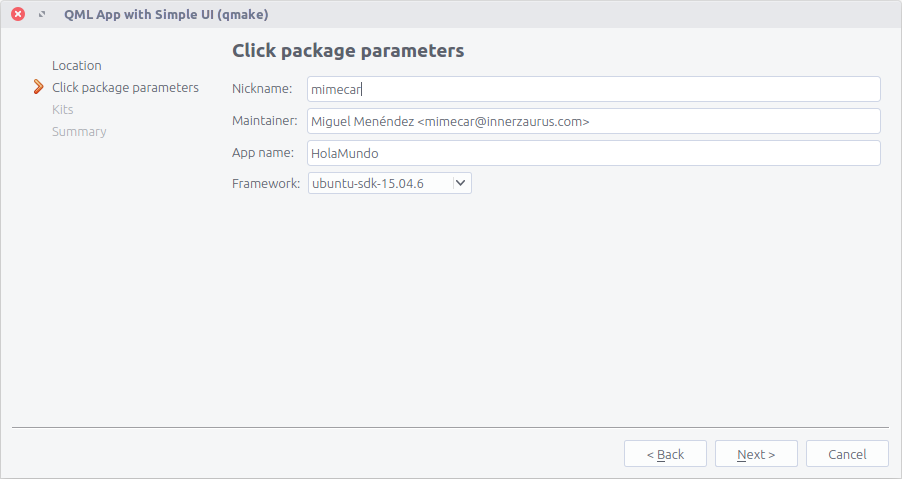 QML App with Simple UI (qmake)
Location
Click package parameters
Kits
Summary
Click package parameters
Nickname: mimecar
Maintainer: Miguel Menéndez <mimecar@innerzaurus.com>
App name: HolaMundo
Framework: ubuntu-sdk-15.04.6
< Back Next > Cancel